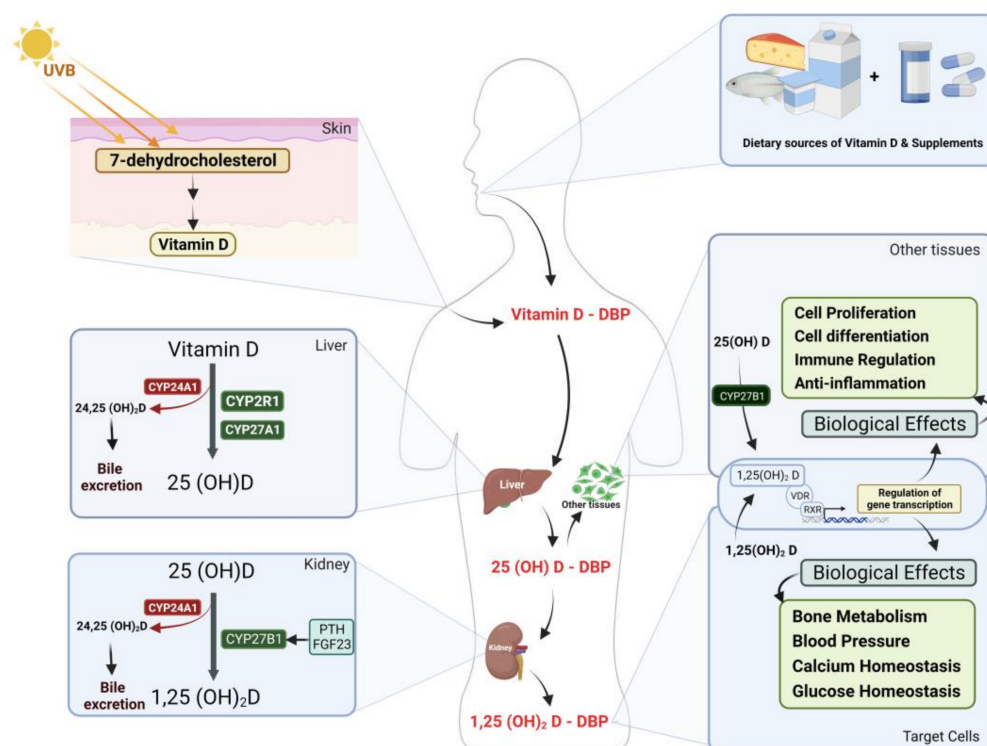 UVB
Skin
7-dehydrocholesterol
Vitamin D
+
Dietary sources of Vitamin D & Supplements
Vitamin D - DBP
Liver
Vitamin D
CYP24A1
CYP2R1
CYP27A1
24,25 (OH)₂D
Bile
excretion
25 (OH)D
Liver
Other tissues
25 (OH) D - DBP
Kidney
25 (OH)D
CYP24A1
24,25 (OH)₂D
CYP27B1
PTH
FGF23
Bile
excretion
1,25 (OH)₂D
Kidney
1,25 (OH)₂ D - DBP
Other tissues
25(OH) D
CYP27B1
Cell Proliferation
Cell differentiation
Immune Regulation
Anti-inflammation
Biological Effects
1,25(OH)₂ D
VDR
RXR
Regulation of
gene transcription
1,25(OH)₂ D
Biological Effects
Bone Metabolism
Blood Pressure
Calcium Homeostasis
Glucose Homeostasis
Target Cells